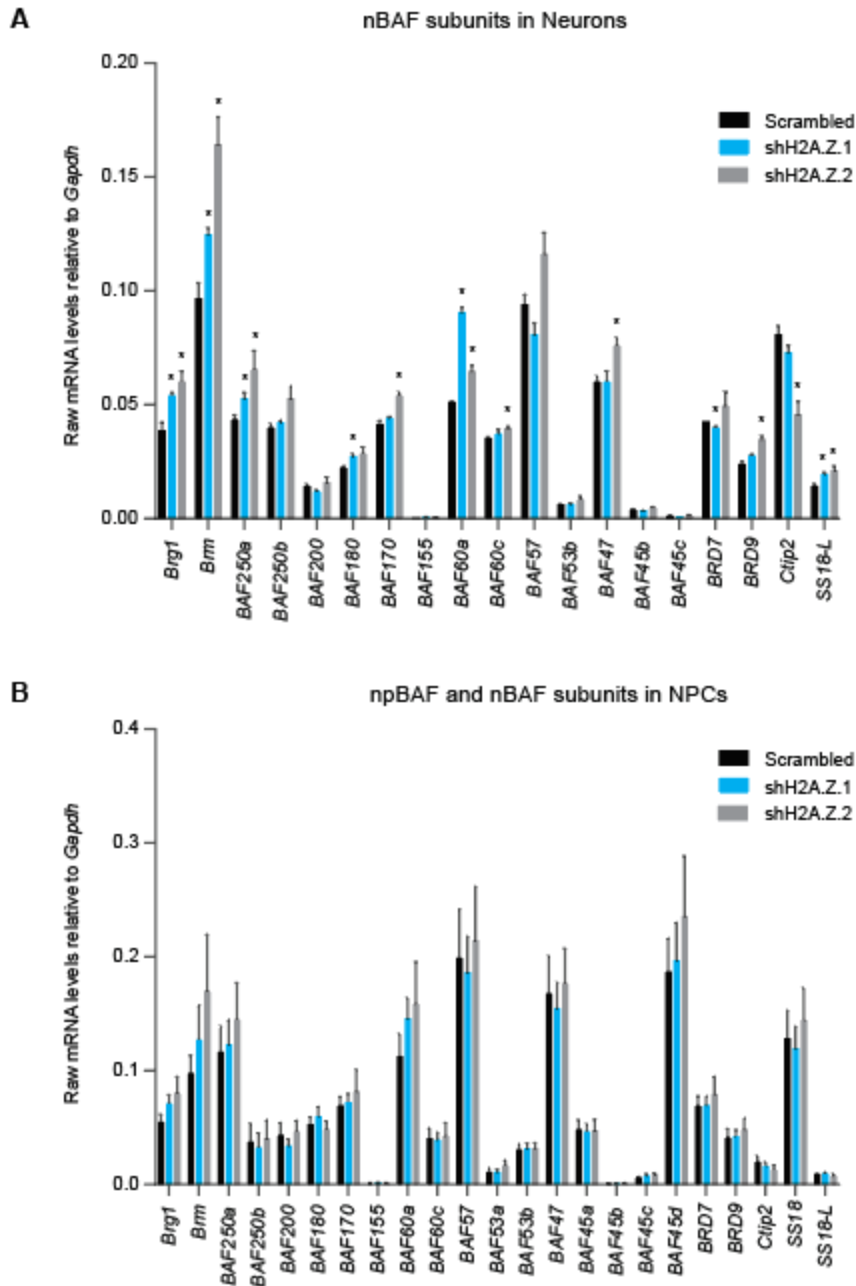 A
nBAF subunits in Neurons
Raw mRNA levels relative to Gapdh
0.20
0.15
0.10
0.05
0.00
Scrambled
shH2A.Z.1
shH2A.Z.2
* * * * * * * * * * * * * * * * * *
Brg1
Brm
BAF250a
BAF250b
BAF200
BAF180
BAF170
BAF155
BAF60a
BAF60c
BAF57
BAF53b
BAF47
BAF45b
BAF45c
BRD7
BRD9
Ctip2
SS18-L
B
npBAF and nBAF subunits in NPCs
Raw mRNA levels relative to Gapdh
0.4
0.3
0.2
0.1
0.0
Scrambled
shH2A.Z.1
shH2A.Z.2
Brg1
Brm
BAF250a
BAF250b
BAF200
BAF180
BAF170
BAF155
BAF60a
BAF60c
BAF57
BAF53a
BAF53b
BAF47
BAF45a
BAF45b
BAF45c
BAF45d
BRD7
BRD9
Ctip2
SS18
SS18-L